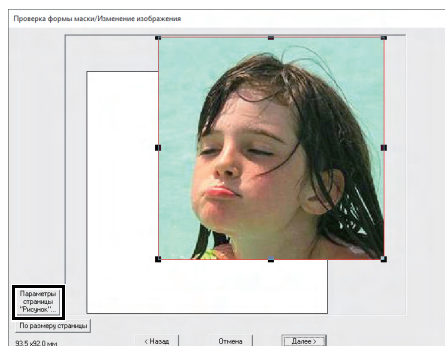 Проверка формы маски/Изменение изображения
Параметры
страницы
"Рисунок"...
По размеру страницы
93.5 x92.0 мм
< Назад
Отмена
Далее >